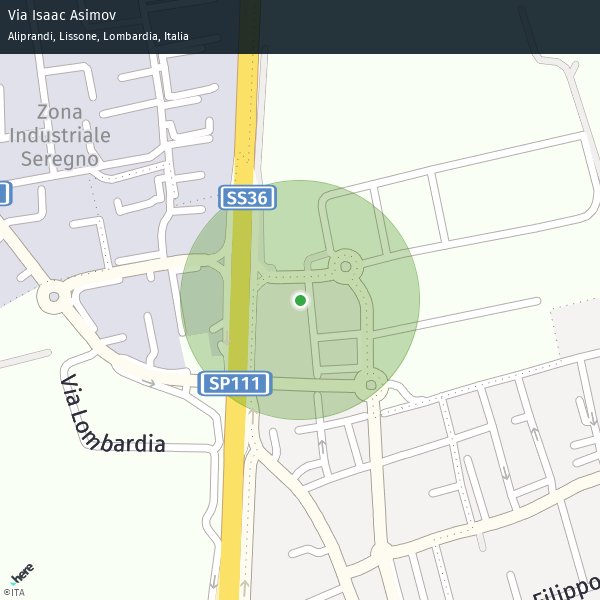 Via Isaac Asimov
Aliprandi, Lissone, Lombardia, Italia
Zona
Industriale
Seregno
SS36
SP111
Via Lombardia
Filippo
here
©ITA